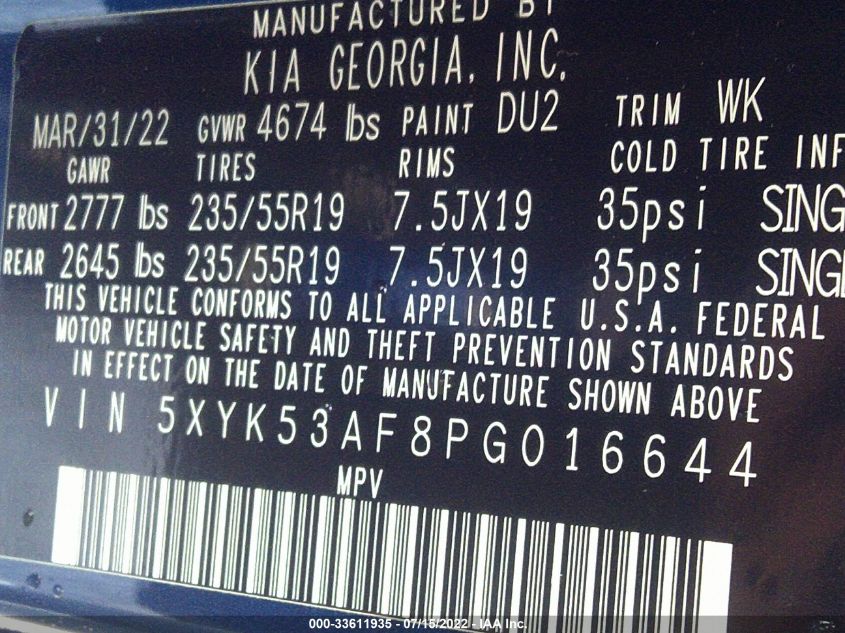 MANUFACTURED BY
KIA GEORGIA, INC.
MAR/31/22 GVWR 4674 lbs PAINT DU2 TRIM WK
GAWR TIRES RIMS COLD TIRE INF
FRONT 2777 lbs 235/55R19 7.5JX19 35psi SING
REAR 2645 lbs 235/55R19 7.5JX19 35psi SINGL
THIS VEHICLE CONFORMS TO ALL APPLICABLE U.S.A. FEDERAL
MOTOR VEHICLE SAFETY AND THEFT PREVENTION STANDARDS
IN EFFECT ON THE DATE OF MANUFACTURE SHOWN ABOVE
VIN 5XYK53AF8PG016644
MPV
000-33611935 - 07/15/2022 - IAA Inc.